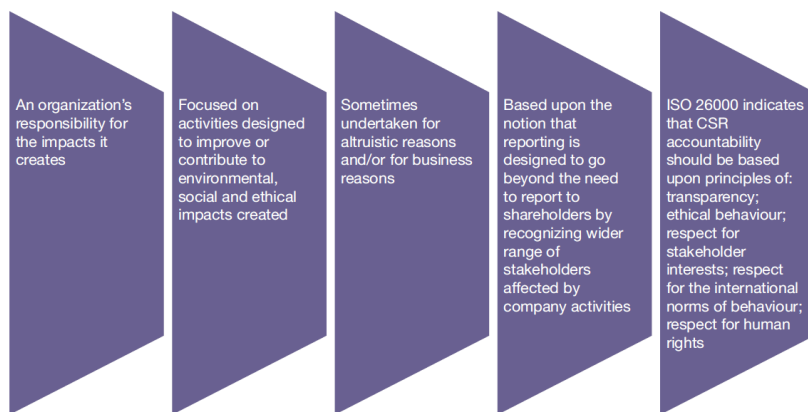 An organization's
responsibility for
the impacts it
creates
Focused on
activities designed
to improve or
contribute to
environmental,
social and ethical
impacts created
Sometimes
undertaken for
altruistic reasons
and/or for business
reasons
Based upon the
notion that
reporting is
designed to go
beyond the need
to report to
shareholders by
recognizing wider
range of
stakeholders
affected by
company activities
ISO 26000 indicates
that CSR
accountability
should be based
upon principles of:
transparency;
ethical behaviour;
respect for
stakeholder
interests; respect
for the international
norms of behaviour;
respect for human
rights